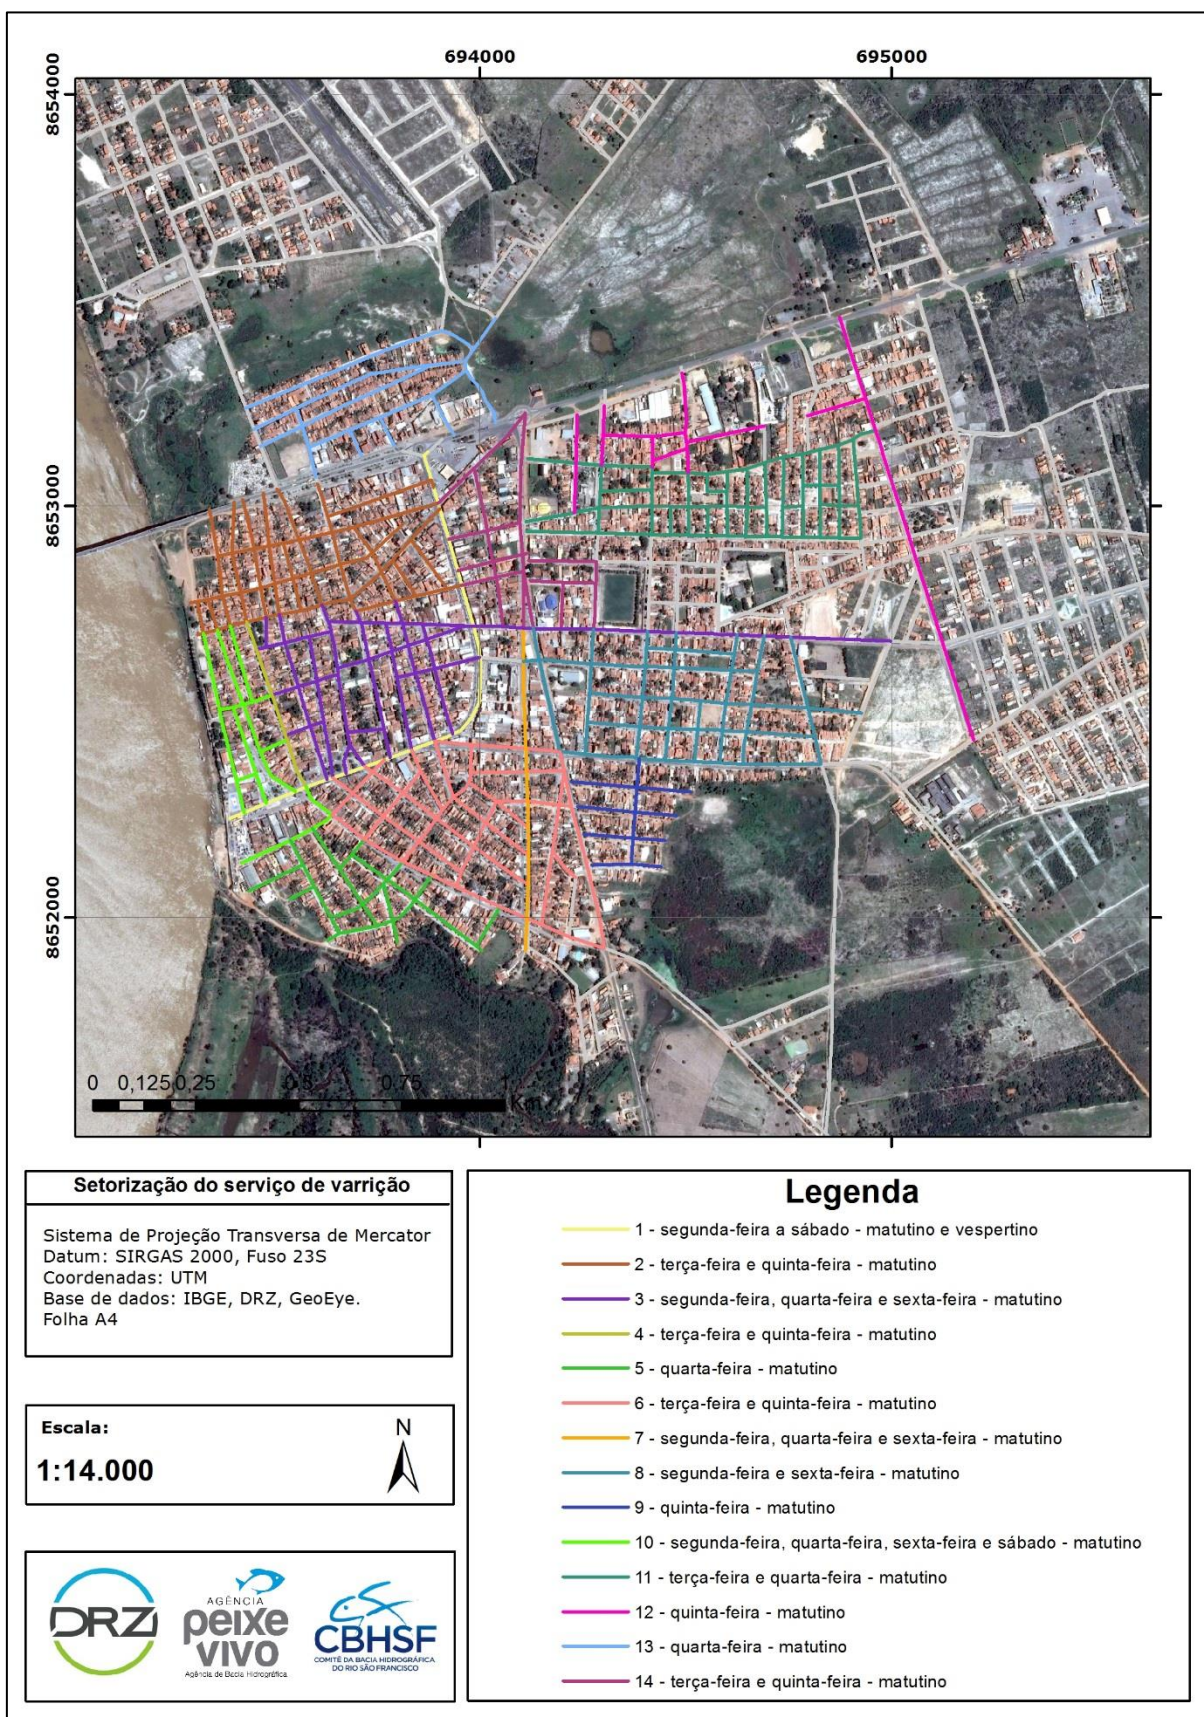 694000
695000
8654000
8653000
8652000
0 0,125 0,25 0,5 0,75 1
Km
Setorização do serviço de varrição
Sistema de Projeção Transversa de Mercator
Datum: SIRGAS 2000, Fuso 23S
Coordenadas: UTM
Base de dados: IBGE, DRZ, GeoEye.
Folha A4
Escala:
1:14.000
N
DRZ
AGÊNCIA
peixe
vivo
Agência de Bacia Hidrográfica
CBHSF
COMITÊ DA BACIA HIDROGRÁFICA
DO RIO SÃO FRANCISCO
Legenda
1 - segunda-feira a sábado - matutino e vespertino
2 - terça-feira e quinta-feira - matutino
3 - segunda-feira, quarta-feira e sexta-feira - matutino
4 - terça-feira e quinta-feira - matutino
5 - quarta-feira - matutino
6 - terça-feira e quinta-feira - matutino
7 - segunda-feira, quarta-feira e sexta-feira - matutino
8 - segunda-feira e sexta-feira - matutino
9 - quinta-feira - matutino
10 - segunda-feira, quarta-feira, sexta-feira e sábado - matutino
11 - terça-feira e quarta-feira - matutino
12 - quinta-feira - matutino
13 - quarta-feira - matutino
14 - terça-feira e quinta-feira - matutino